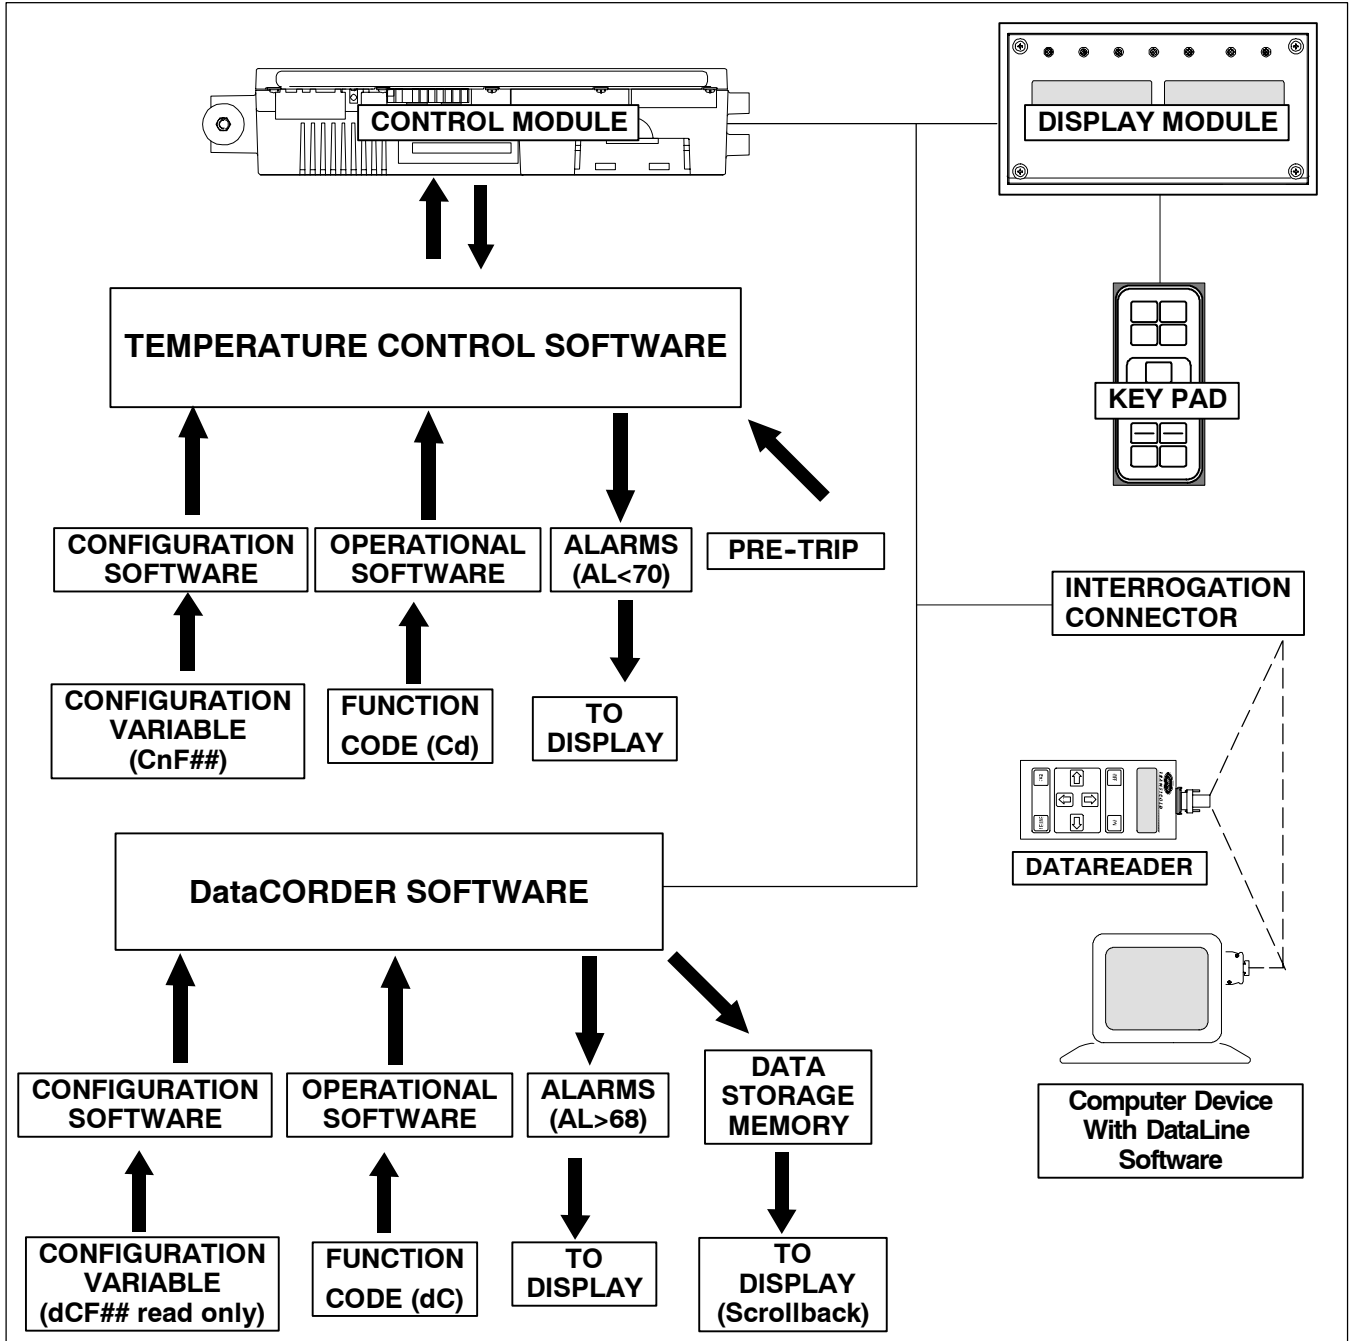 CONTROL MODULE
DISPLAY MODULE
TEMPERATURE CONTROL SOFTWARE
KEY PAD
CONFIGURATION
SOFTWARE
OPERATIONAL
SOFTWARE
ALARMS
(AL<70)
PRE-TRIP
INTERROGATION
CONNECTOR
CONFIGURATION
VARIABLE
(CnF##)
FUNCTION
CODE (Cd)
TO
DISPLAY
DATAREADER
DataCORDER SOFTWARE
CONFIGURATION
SOFTWARE
OPERATIONAL
SOFTWARE
ALARMS
(AL>68)
DATA
STORAGE
MEMORY
Computer Device
With DataLine
Software
CONFIGURATION
VARIABLE
(dCF## read only)
FUNCTION
CODE (dC)
TO
DISPLAY
TO
DISPLAY
(Scrollback)